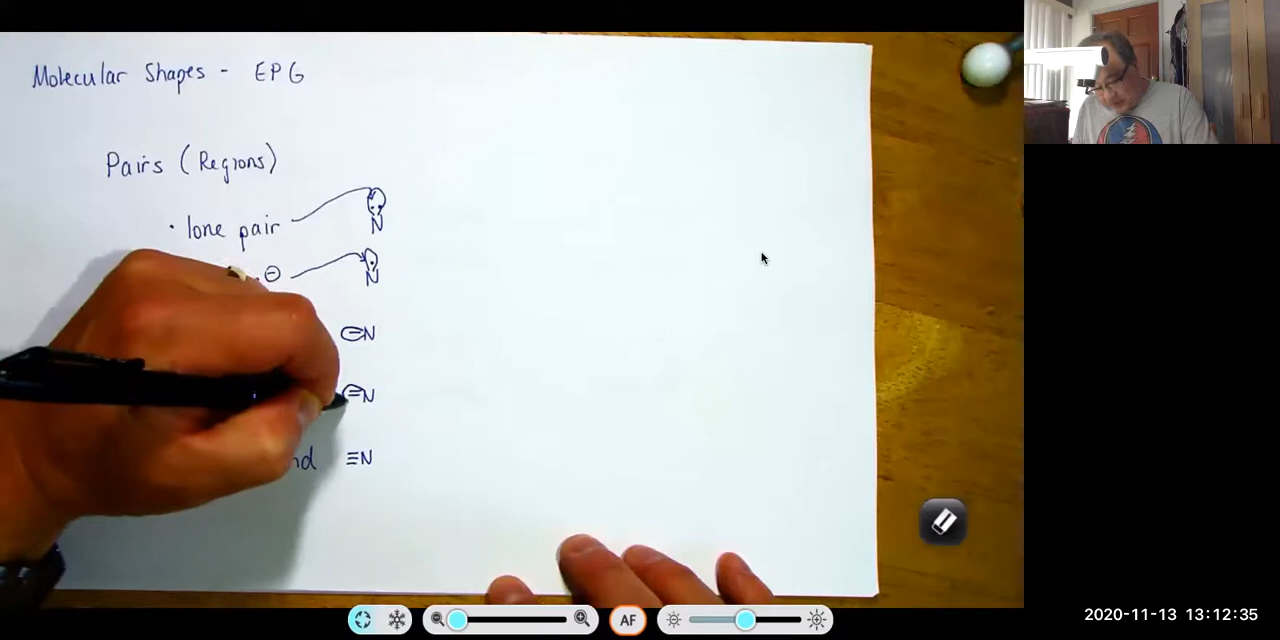 Molecular Shapes - EPG
Pairs (Regions)
· lone pair
N
⊖
N
N
=N
nd ≡N
AF
2020-11-13 13:12:35